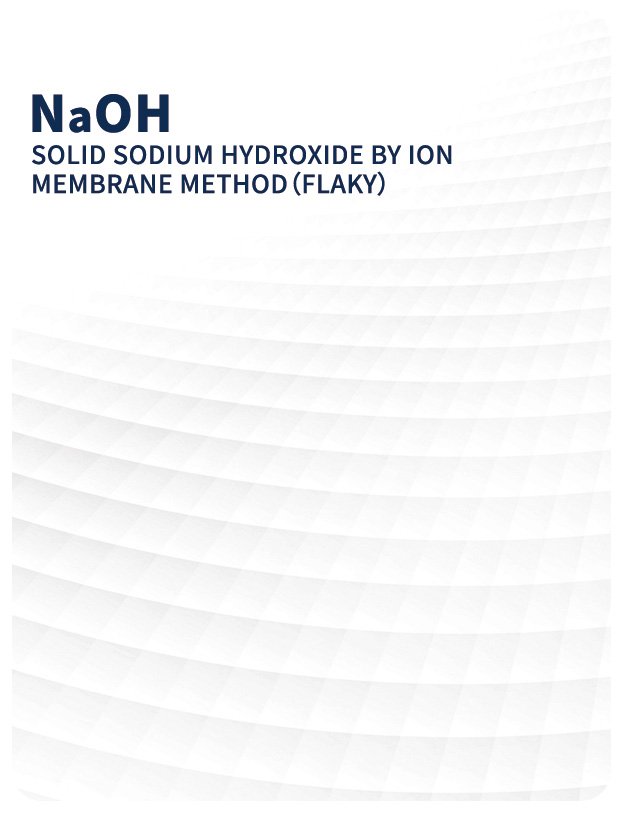 NaOH
SOLID SODIUM HYDROXIDE BY ION
MEMBRANE METHOD（FLAKY）